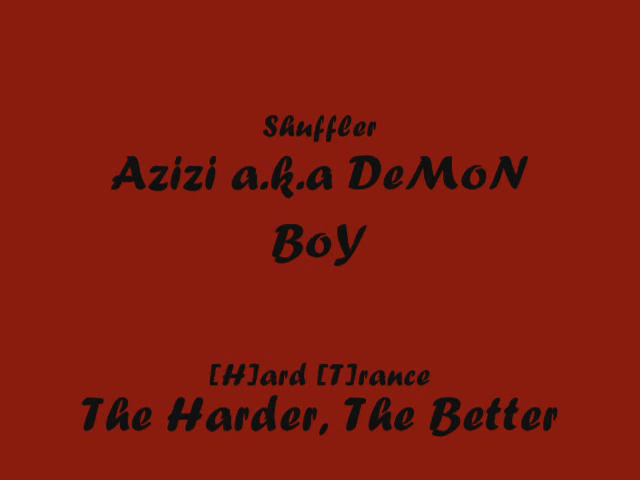 Shuffler
Azizi a.k.a DeMoN
BoY
[H]ard [T]rance
The Harder, The Better